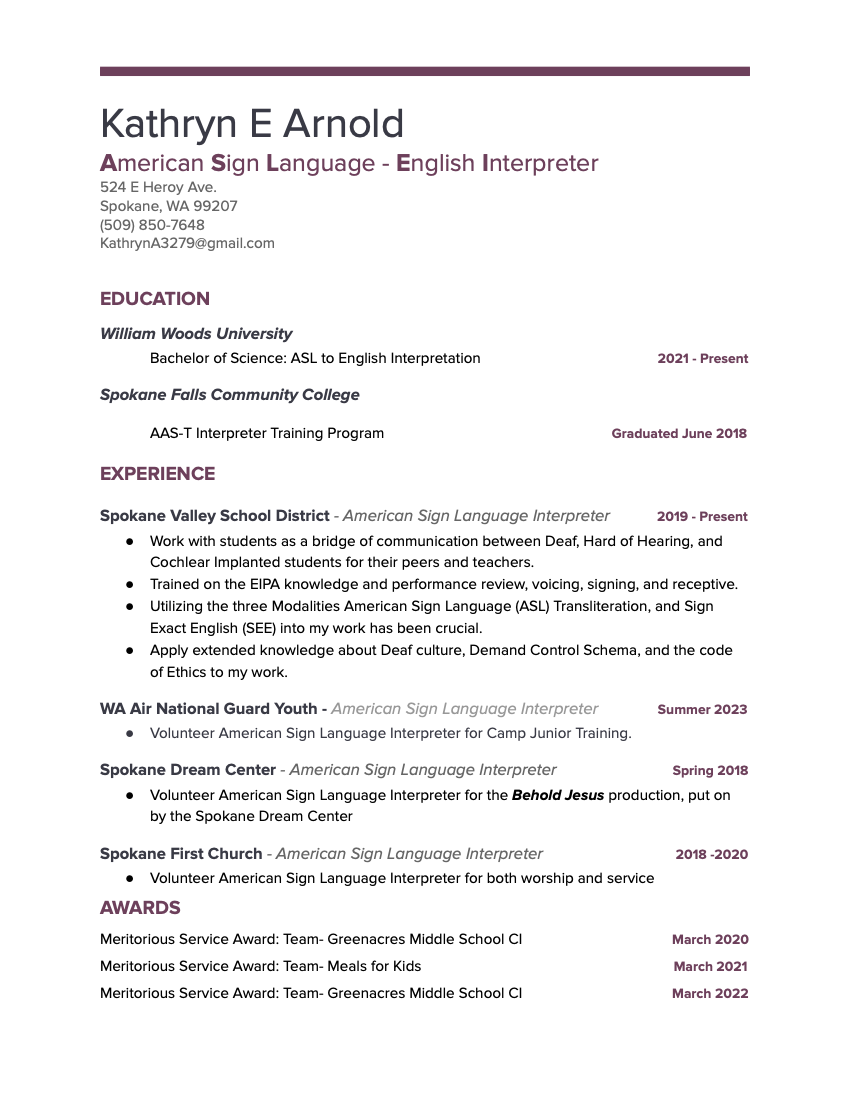 Kathryn E Arnold
American Sign Language - English Interpreter
524 E Heroy Ave.
Spokane, WA 99207
(509) 850-7648
KathrynA3279@gmail.com
EDUCATION
William Woods University
Bachelor of Science: ASL to English Interpretation 2021 - Present
Spokane Falls Community College
AAS-T Interpreter Training Program Graduated June 2018
EXPERIENCE
Spokane Valley School District - American Sign Language Interpreter 2019 - Present
● Work with students as a bridge of communication between Deaf, Hard of Hearing, and
Cochlear Implanted students for their peers and teachers.
● Trained on the EIPA knowledge and performance review, voicing, signing, and receptive.
● Utilizing the three Modalities American Sign Language (ASL) Transliteration, and Sign
Exact English (SEE) into my work has been crucial.
● Apply extended knowledge about Deaf culture, Demand Control Schema, and the code
of Ethics to my work.
WA Air National Guard Youth - American Sign Language Interpreter Summer 2023
● Volunteer American Sign Language Interpreter for Camp Junior Training.
Spokane Dream Center - American Sign Language Interpreter Spring 2018
● Volunteer American Sign Language Interpreter for the Behold Jesus production, put on
by the Spokane Dream Center
Spokane First Church - American Sign Language Interpreter 2018 -2020
● Volunteer American Sign Language Interpreter for both worship and service
AWARDS
Meritorious Service Award: Team- Greenacres Middle School CI March 2020
Meritorious Service Award: Team- Meals for Kids March 2021
Meritorious Service Award: Team- Greenacres Middle School CI March 2022